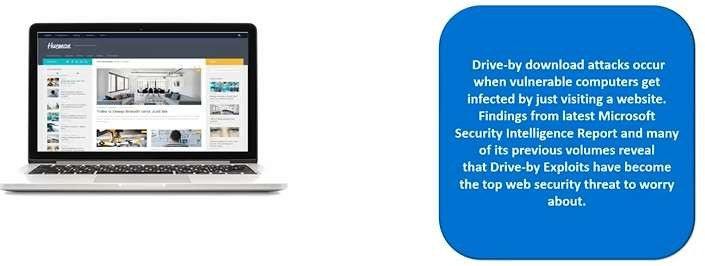 Hueman
Drive-by download attacks occur
when vulnerable computers get
infected by just visiting a website.
Findings from latest Microsoft
Security Intelligence Report and many
of its previous volumes reveal
that Drive-by Exploits have become
the top web security threat to worry
about.